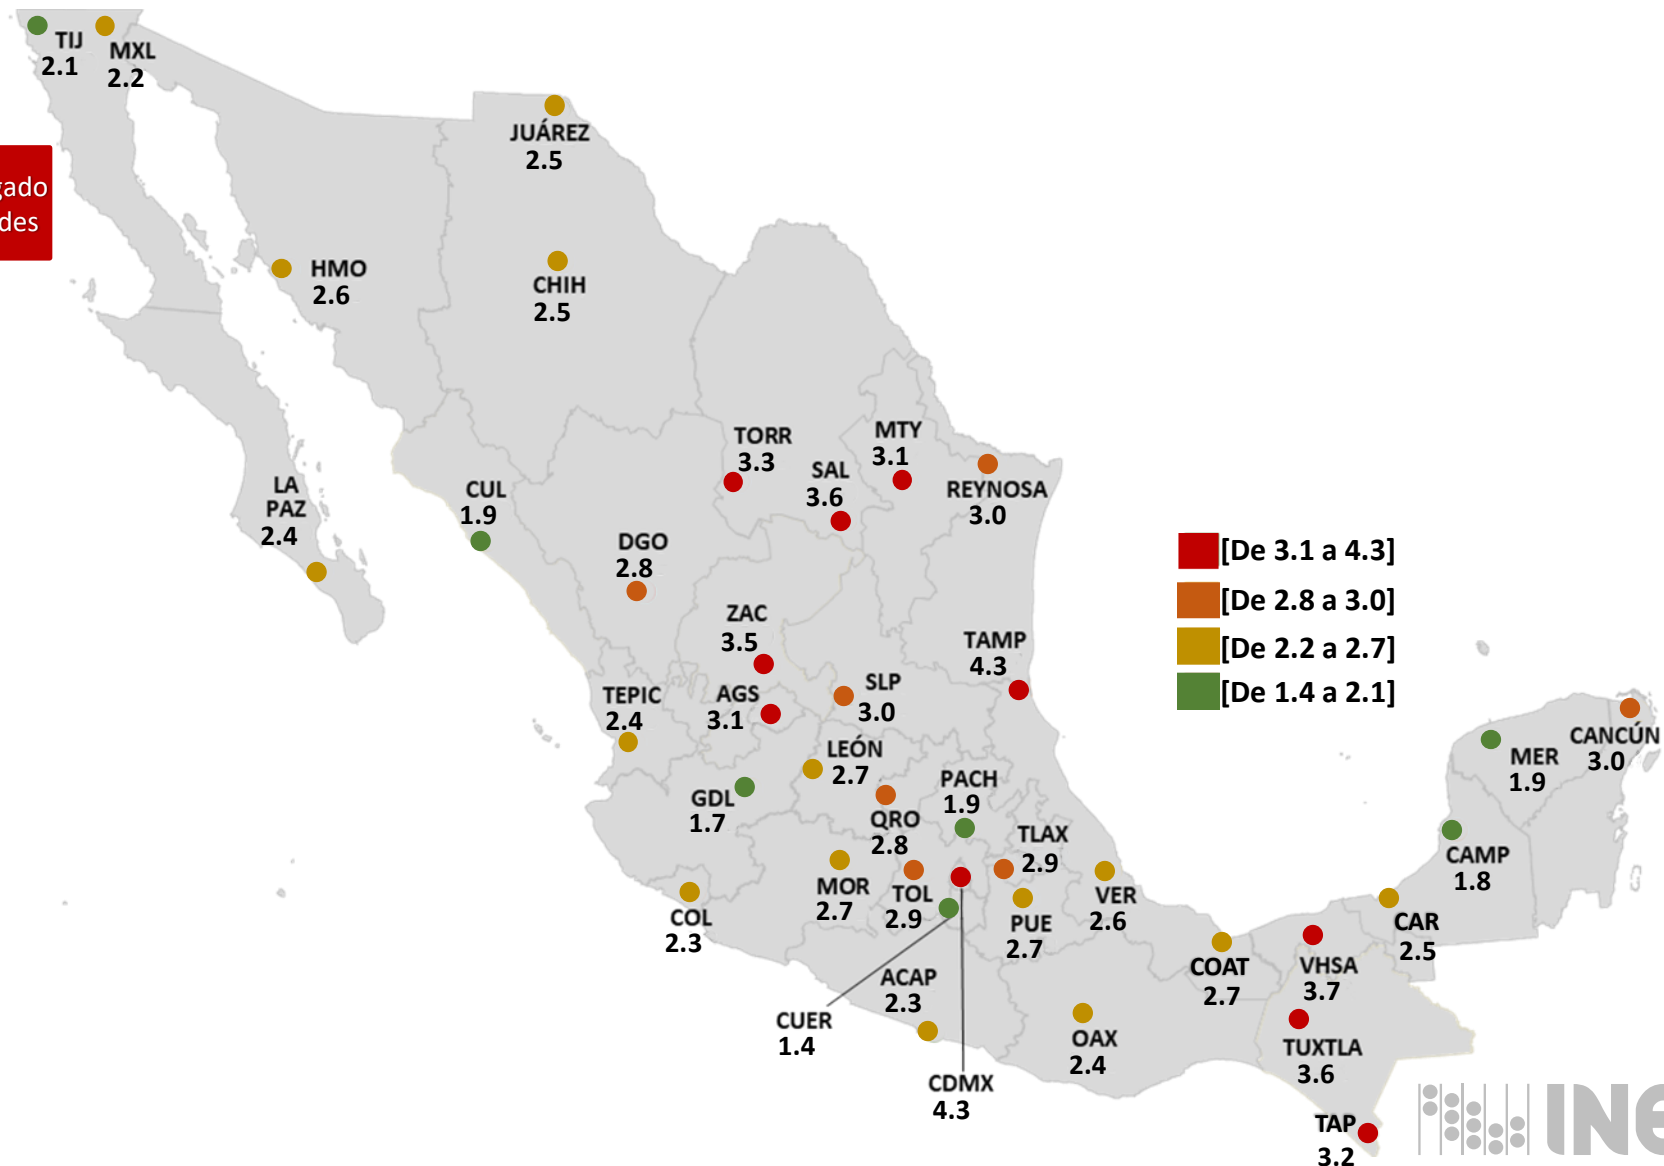 TIJ
2.1
MXL
2.2
JUÁREZ
2.5
HMO
2.6
CHIH
2.5
TORR
3.3
MTY
3.1
SAL
3.6
REYNOSA
3.0
LA
PAZ
2.4
CUL
1.9
DGO
2.8
[De 3.1 a 4.3]
[De 2.8 a 3.0]
[De 2.2 a 2.7]
[De 1.4 a 2.1]
ZAC
3.5
TAMP
4.3
TEPIC
2.4
AGS
3.1
SLP
3.0
LEÓN
2.7
PACH
1.9
GDL
1.7
QRO
2.8
TLAX
2.9
CANCÚN
3.0
MER
1.9
CAMP
1.8
MOR
2.7
TOL
2.9
PUE
2.7
VER
2.6
COL
2.3
CAR
2.5
COAT
2.7
VHSA
3.7
ACAP
2.3
CUER
1.4
OAX
2.4
TUXTLA
3.6
CDMX
4.3
TAP
3.2